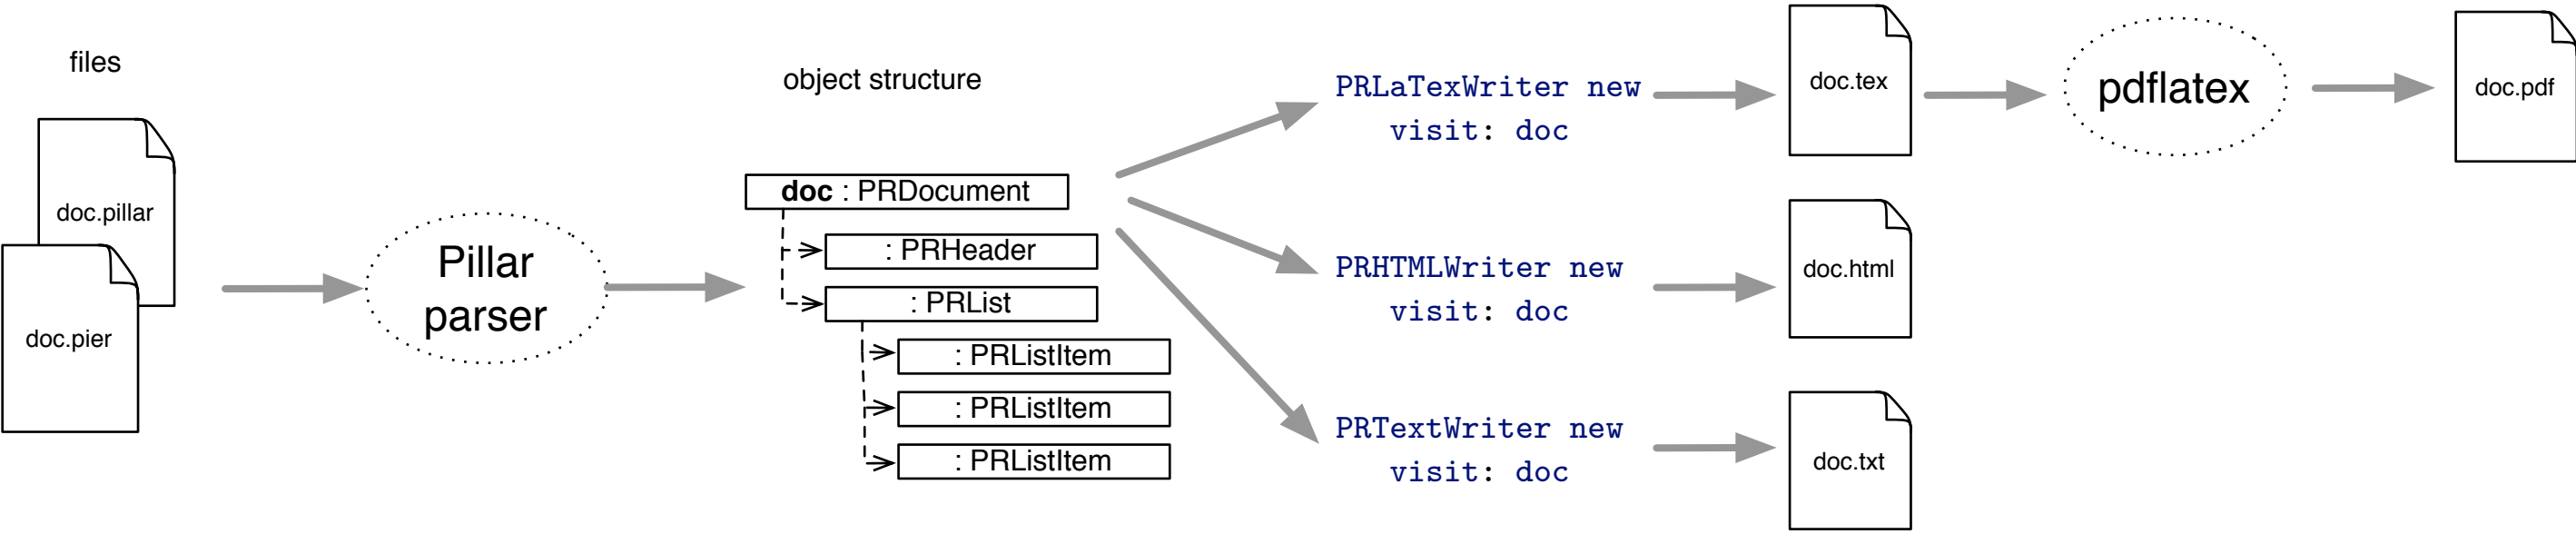 files
doc.pillar
doc.pier
Pillar
parser
object structure
doc : PRDocument
: PRHeader
: PRList
: PRListItem
: PRListItem
: PRListItem
PRLaTexWriter new
visit: doc
PRHTMLWriter new
visit: doc
PRTextWriter new
visit: doc
doc.tex
doc.html
doc.txt
pdflatex
doc.pdf